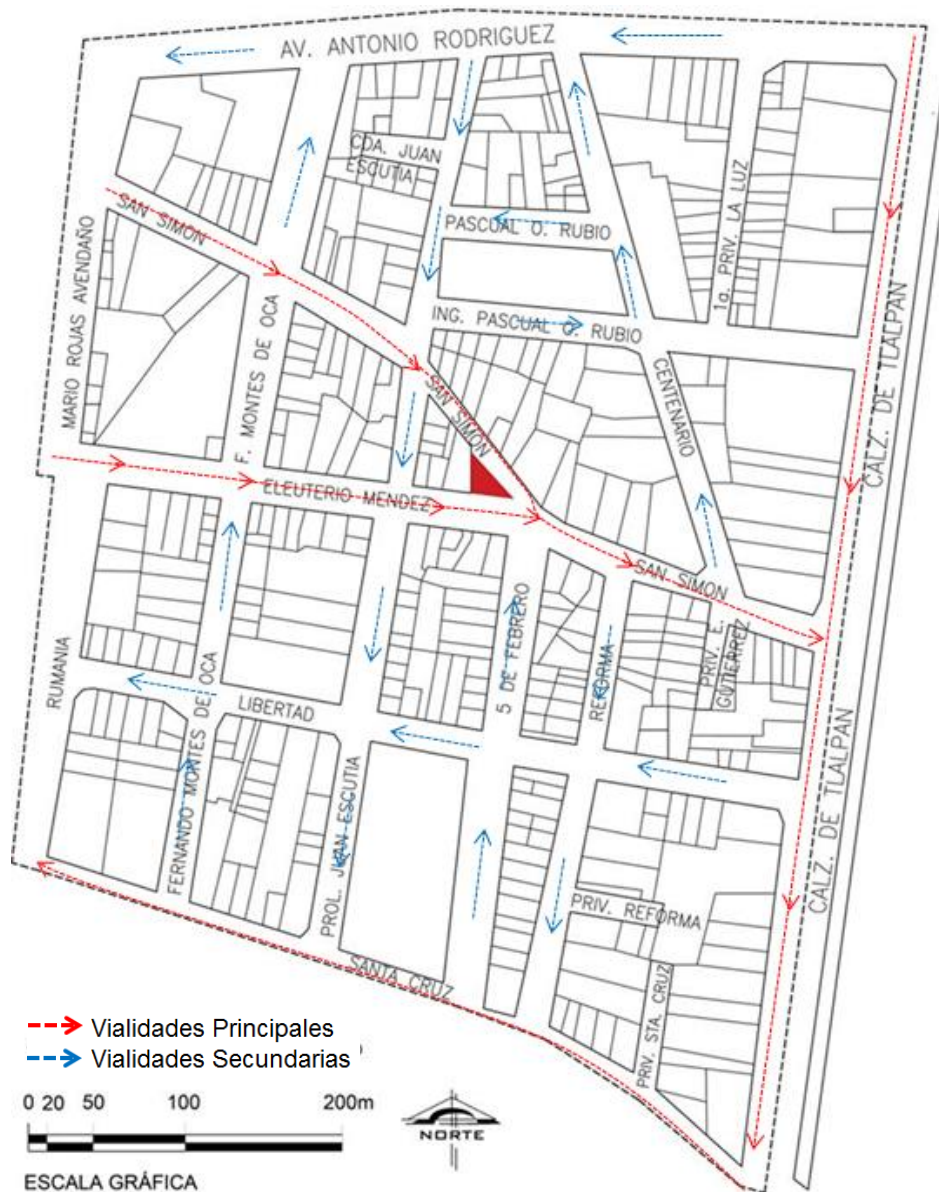 AV. ANTONIO RODRIGUEZ
CDA. JUAN
ESCUTIA
SAN SIMON
PASCUAL O. RUBIO
1a. PRIV. LA LUZ
MARIO ROJAS AVENDAÑO
F. MONTES DE OCA
ING. PASCUAL O. RUBIO
CALZ. DE TLALPAN
SAN SIMON
CENTENARIO
ELEUTERIO MENDEZ
SAN SIMON
PRIV. E.
GUTIERREZ
5 DE FEBRERO
REFORMA
RUMANIA
LIBERTAD
FERNANDO MONTES DE OCA
PROL. JUAN ESCUTIA
CALZ. DE TLALPAN
PRIV. REFORMA
SANTA CRUZ
PRIV. STA. CRUZ
Vialidades Principales
Vialidades Secundarias
0 20 50 100 200m
NORTE
ESCALA GRÁFICA